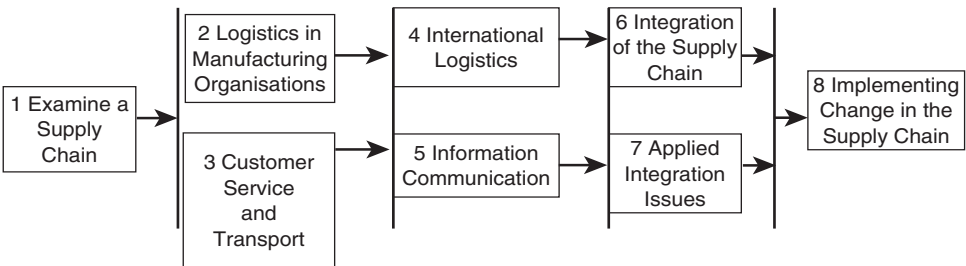 1 Examine a
Supply
Chain
2 Logistics in
Manufacturing
Organisations
3 Customer
Service
and
Transport
4 International
Logistics
5 Information
Communication
6 Integration
of the Supply
Chain
7 Applied
Integration
Issues
8 Implementing
Change in the
Supply Chain